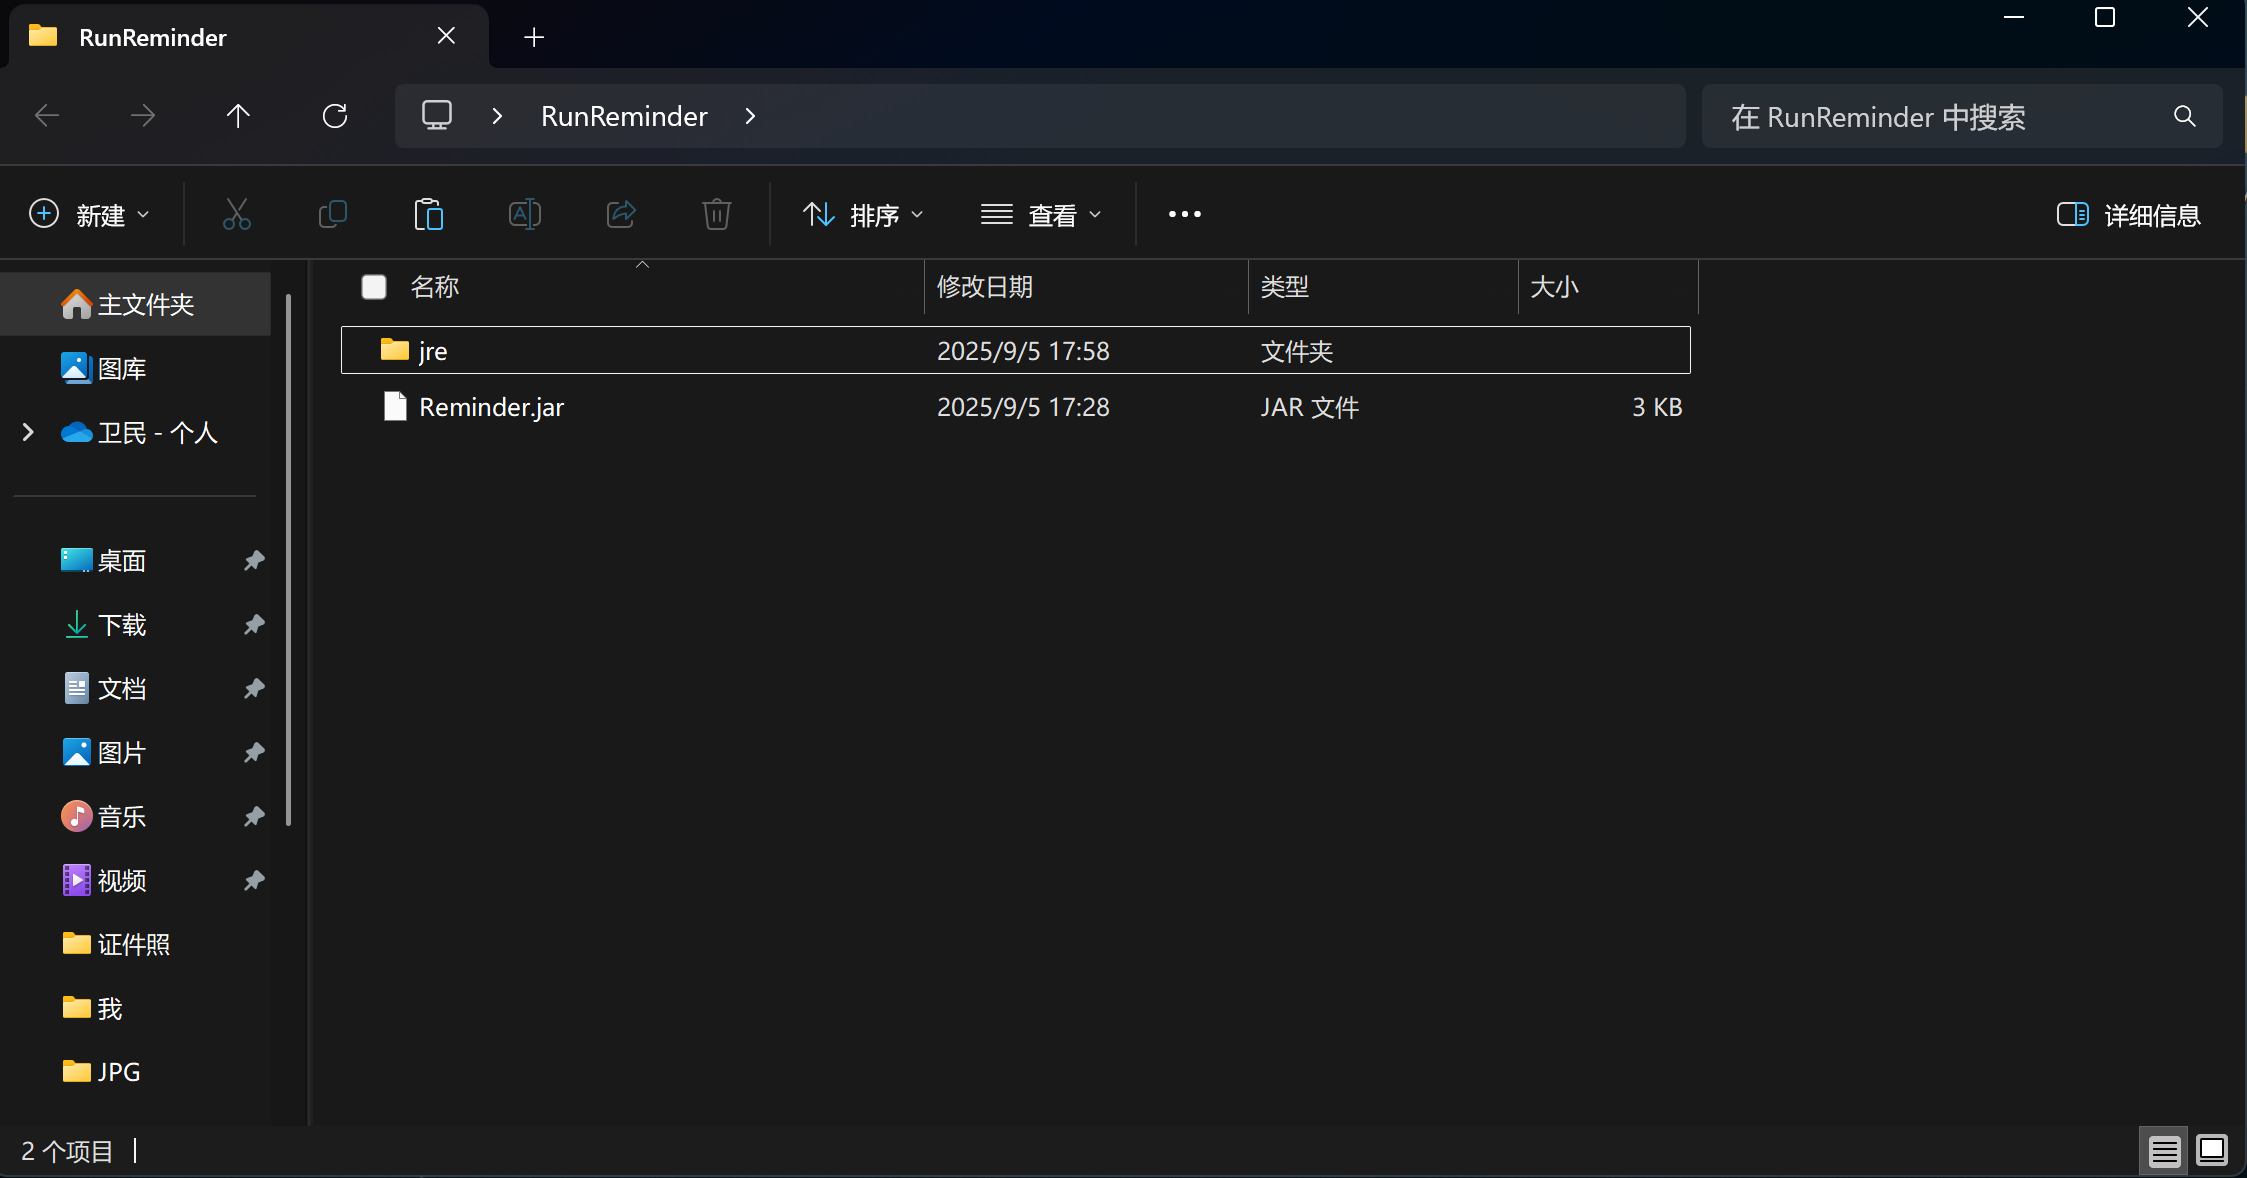 RunReminder
RunReminder
在 RunReminder 中搜索
新建
排序
查看
详细信息
名称 修改日期 类型 大小
jre 2025/9/5 17:58 文件夹
Reminder.jar 2025/9/5 17:28 JAR 文件 3 KB
主文件夹
图库
卫民 - 个人
桌面
下载
文档
图片
音乐
视频
证件照
我
JPG
2 个项目